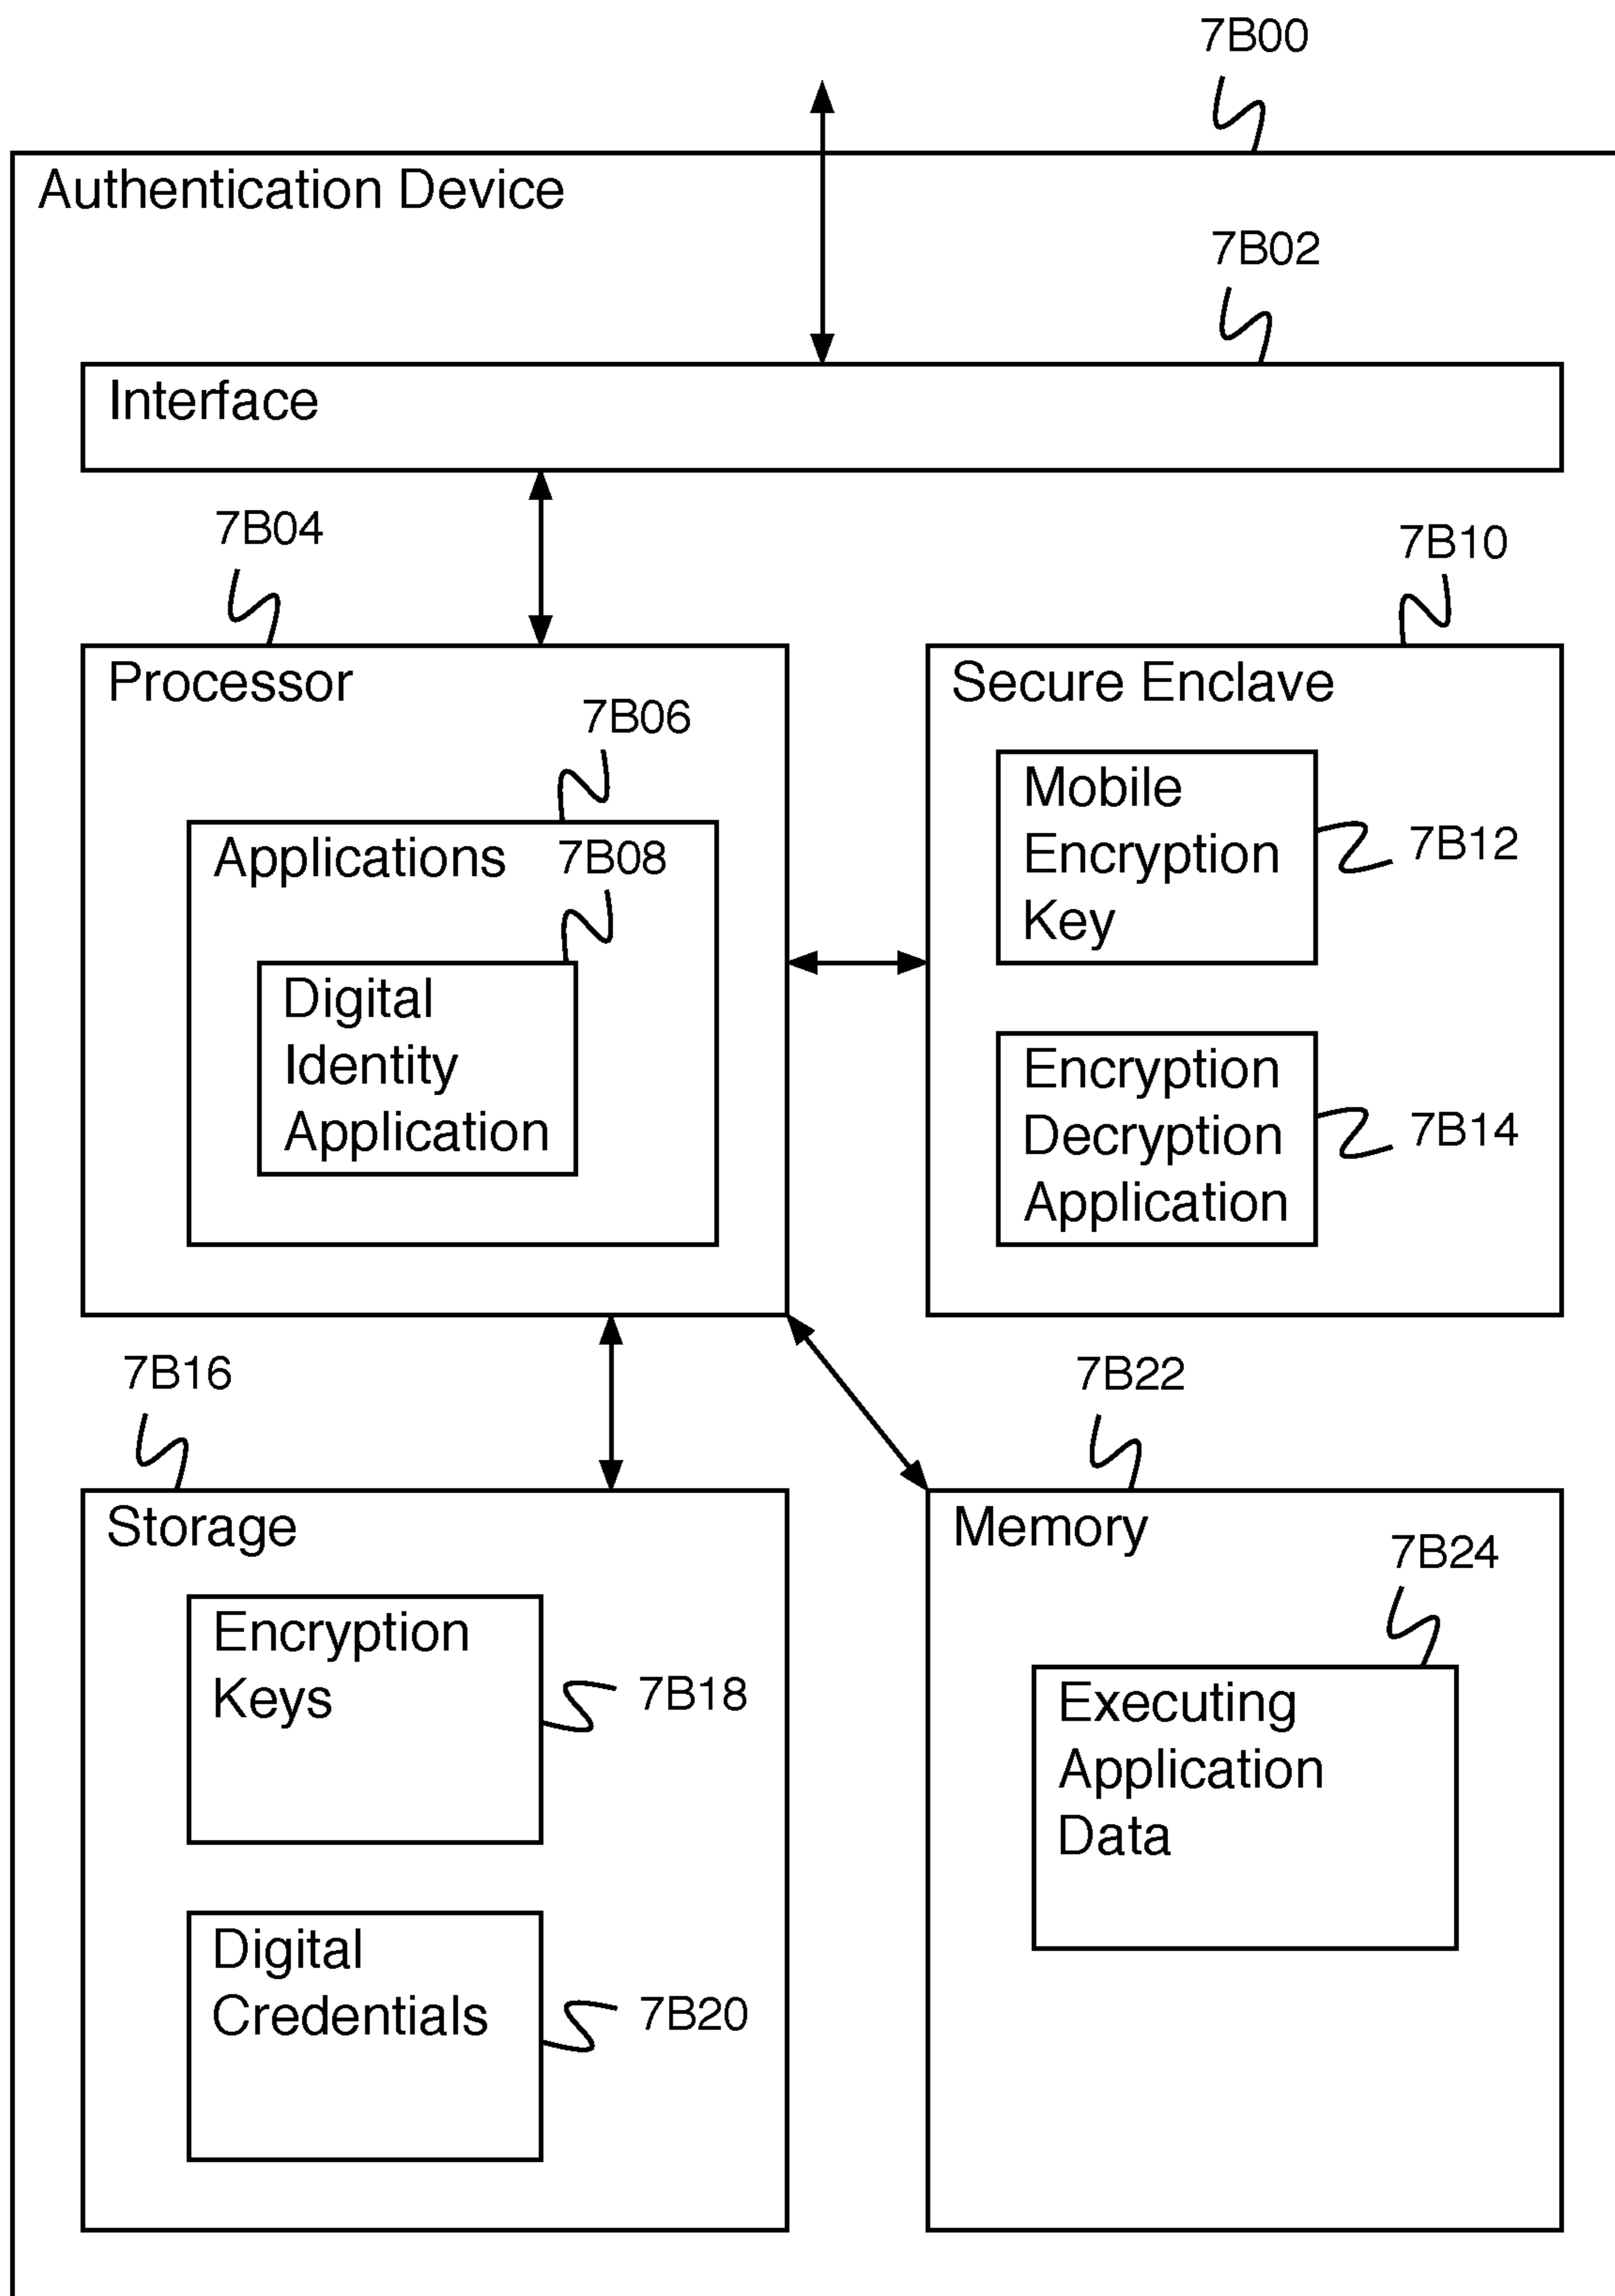 7B00
Authentication Device
7B02
Interface
7B04
7B10
Processor
Secure Enclave
7B06
Mobile
Encryption
Key
7B12
Applications
7B08
Digital
Identity
Application
Encryption
Decryption
Application
7B14
7B16
7B22
Storage
Memory
7B24
Encryption
Keys
7B18
Executing
Application
Data
Digital
Credentials
7B20